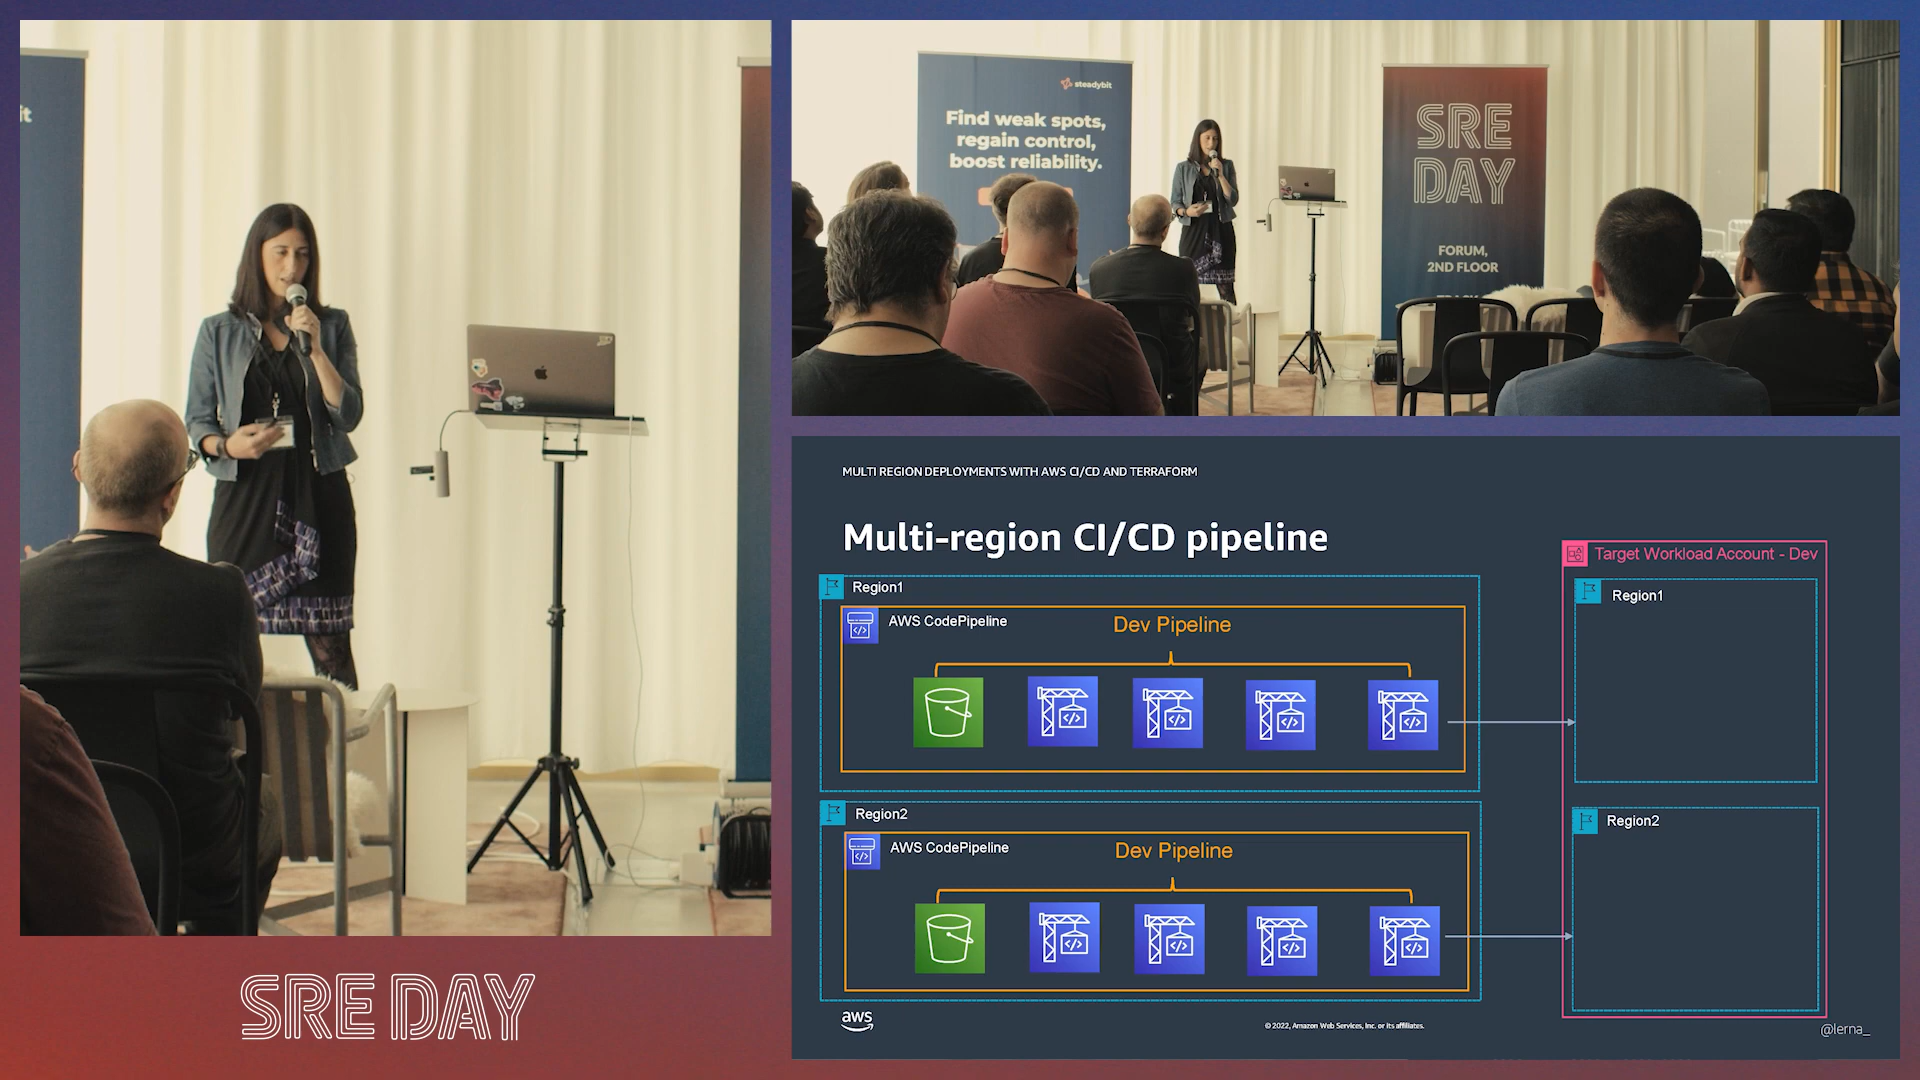 it
steadybit
Find weak spots,
regain control,
boost reliability.
SRE
DAY
FORUM,
2ND FLOOR
SRE DAY
MULTI REGION DEPLOYMENTS WITH AWS CI/CD AND TERRAFORM
Multi-region CI/CD pipeline
Target Workload Account - Dev
Region1
Region1
AWS CodePipeline
Dev Pipeline
Region2
Region2
AWS CodePipeline
Dev Pipeline
aws
© 2022, Amazon Web Services, Inc. or its affiliates.
@lerna_